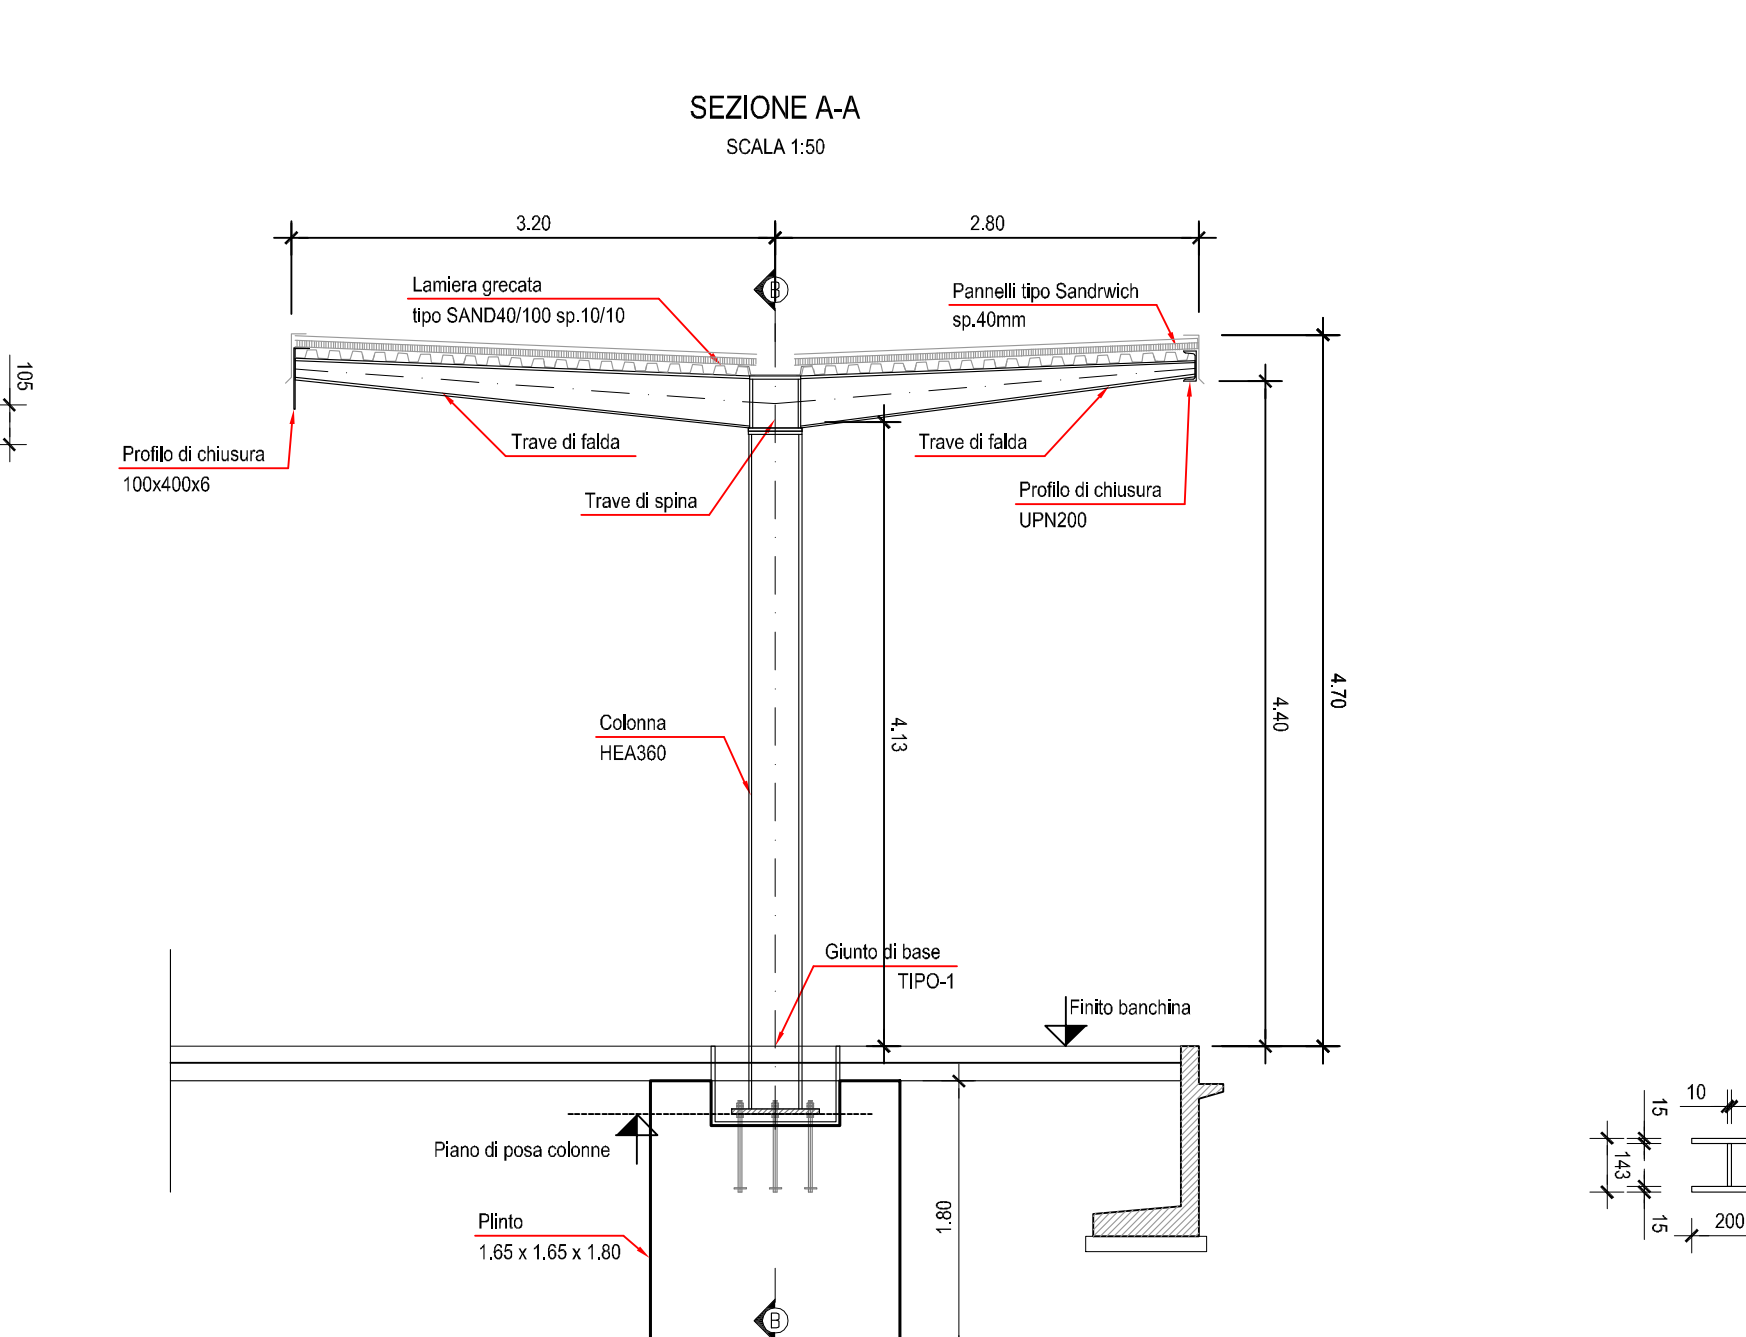 SEZIONE A-A
SCALA 1:50
3.20
2.80
B
Lamiera grecata
tipo SAND40/100 sp.10/10
Pannelli tipo Sandrwich
sp.40mm
105
Trave di falda
Trave di falda
Profilo di chiusura
100x400x6
Trave di spina
Profilo di chiusura
UPN200
4.70
4.40
4.13
Colonna
HEA360
Giunto di base
TIPO-1
Finito banchina
Piano di posa colonne
10
15
143
15
200
Plinto
1.65 x 1.65 x 1.80
1.80
B